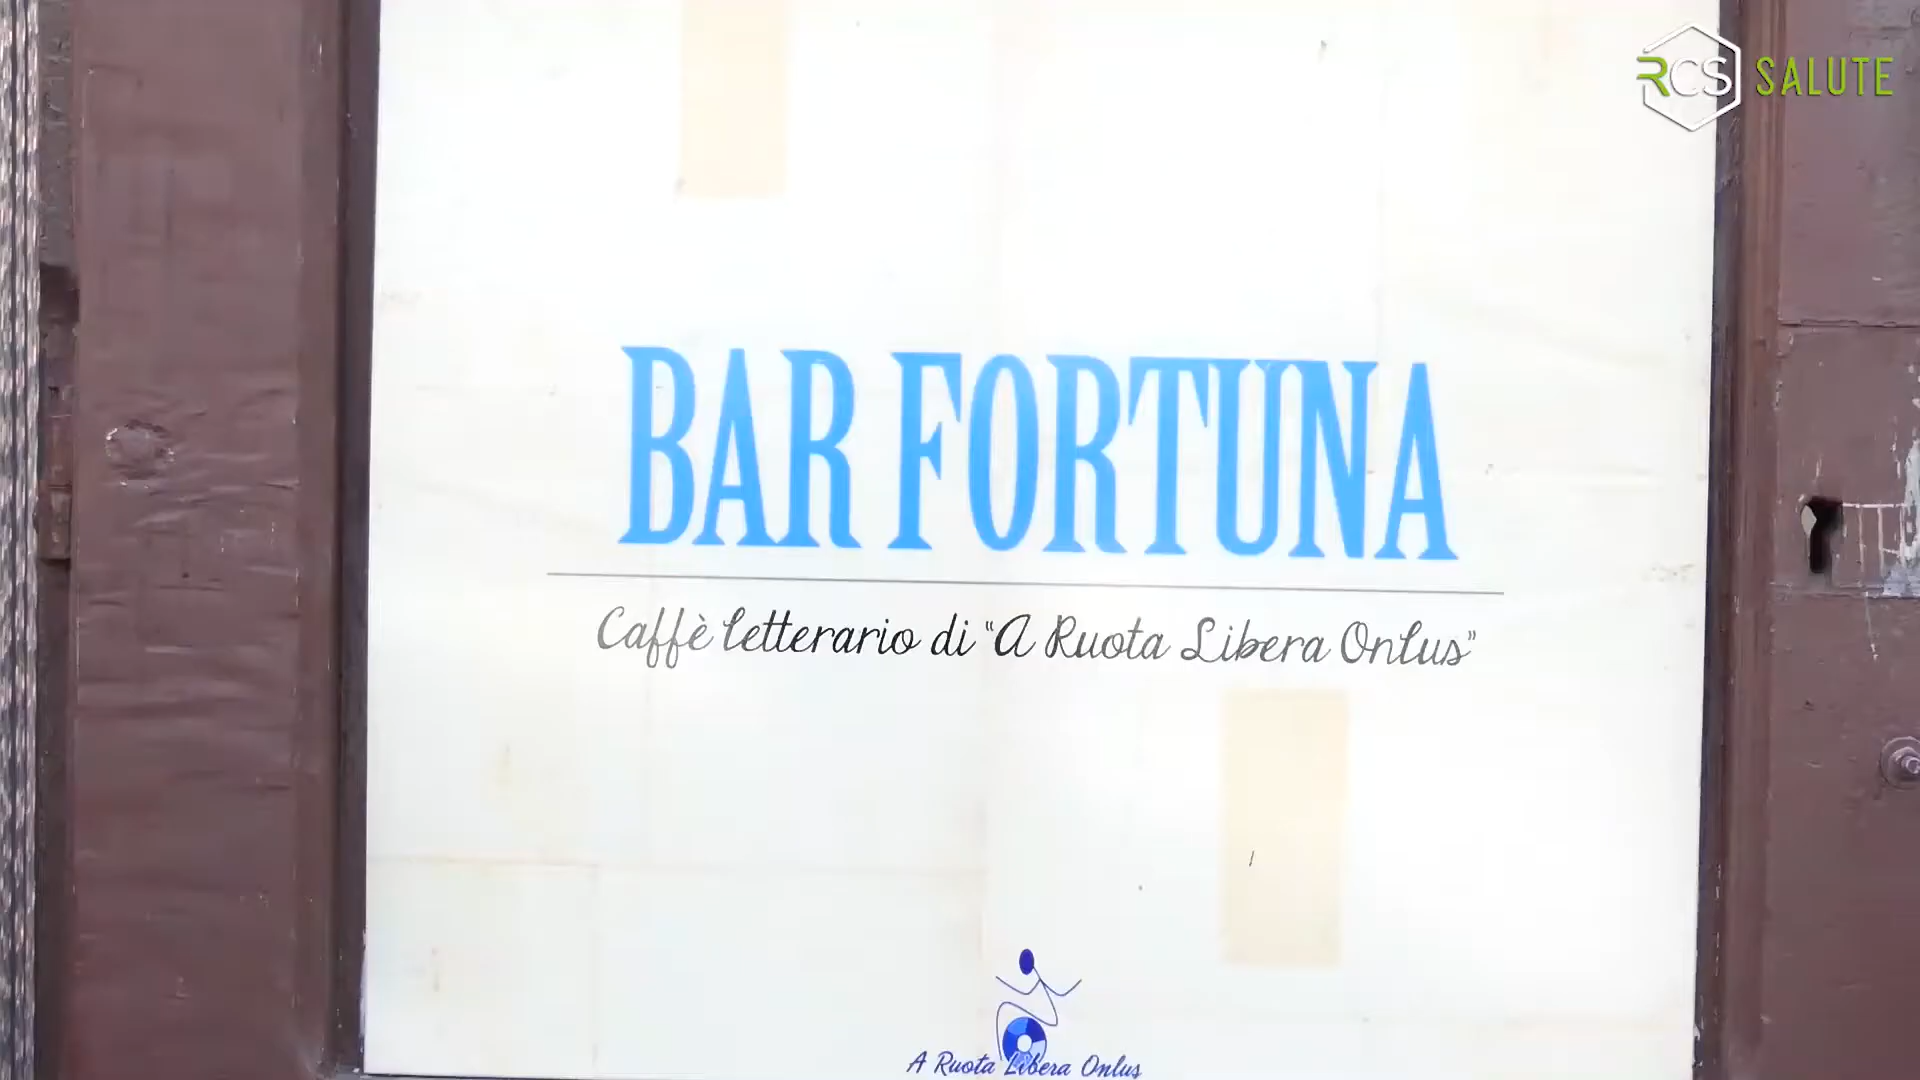 RCS SALUTE
BAR FORTUNA
Caffè letterario di "A Ruota Libera Onlus"
A Ruota Libera Onlus